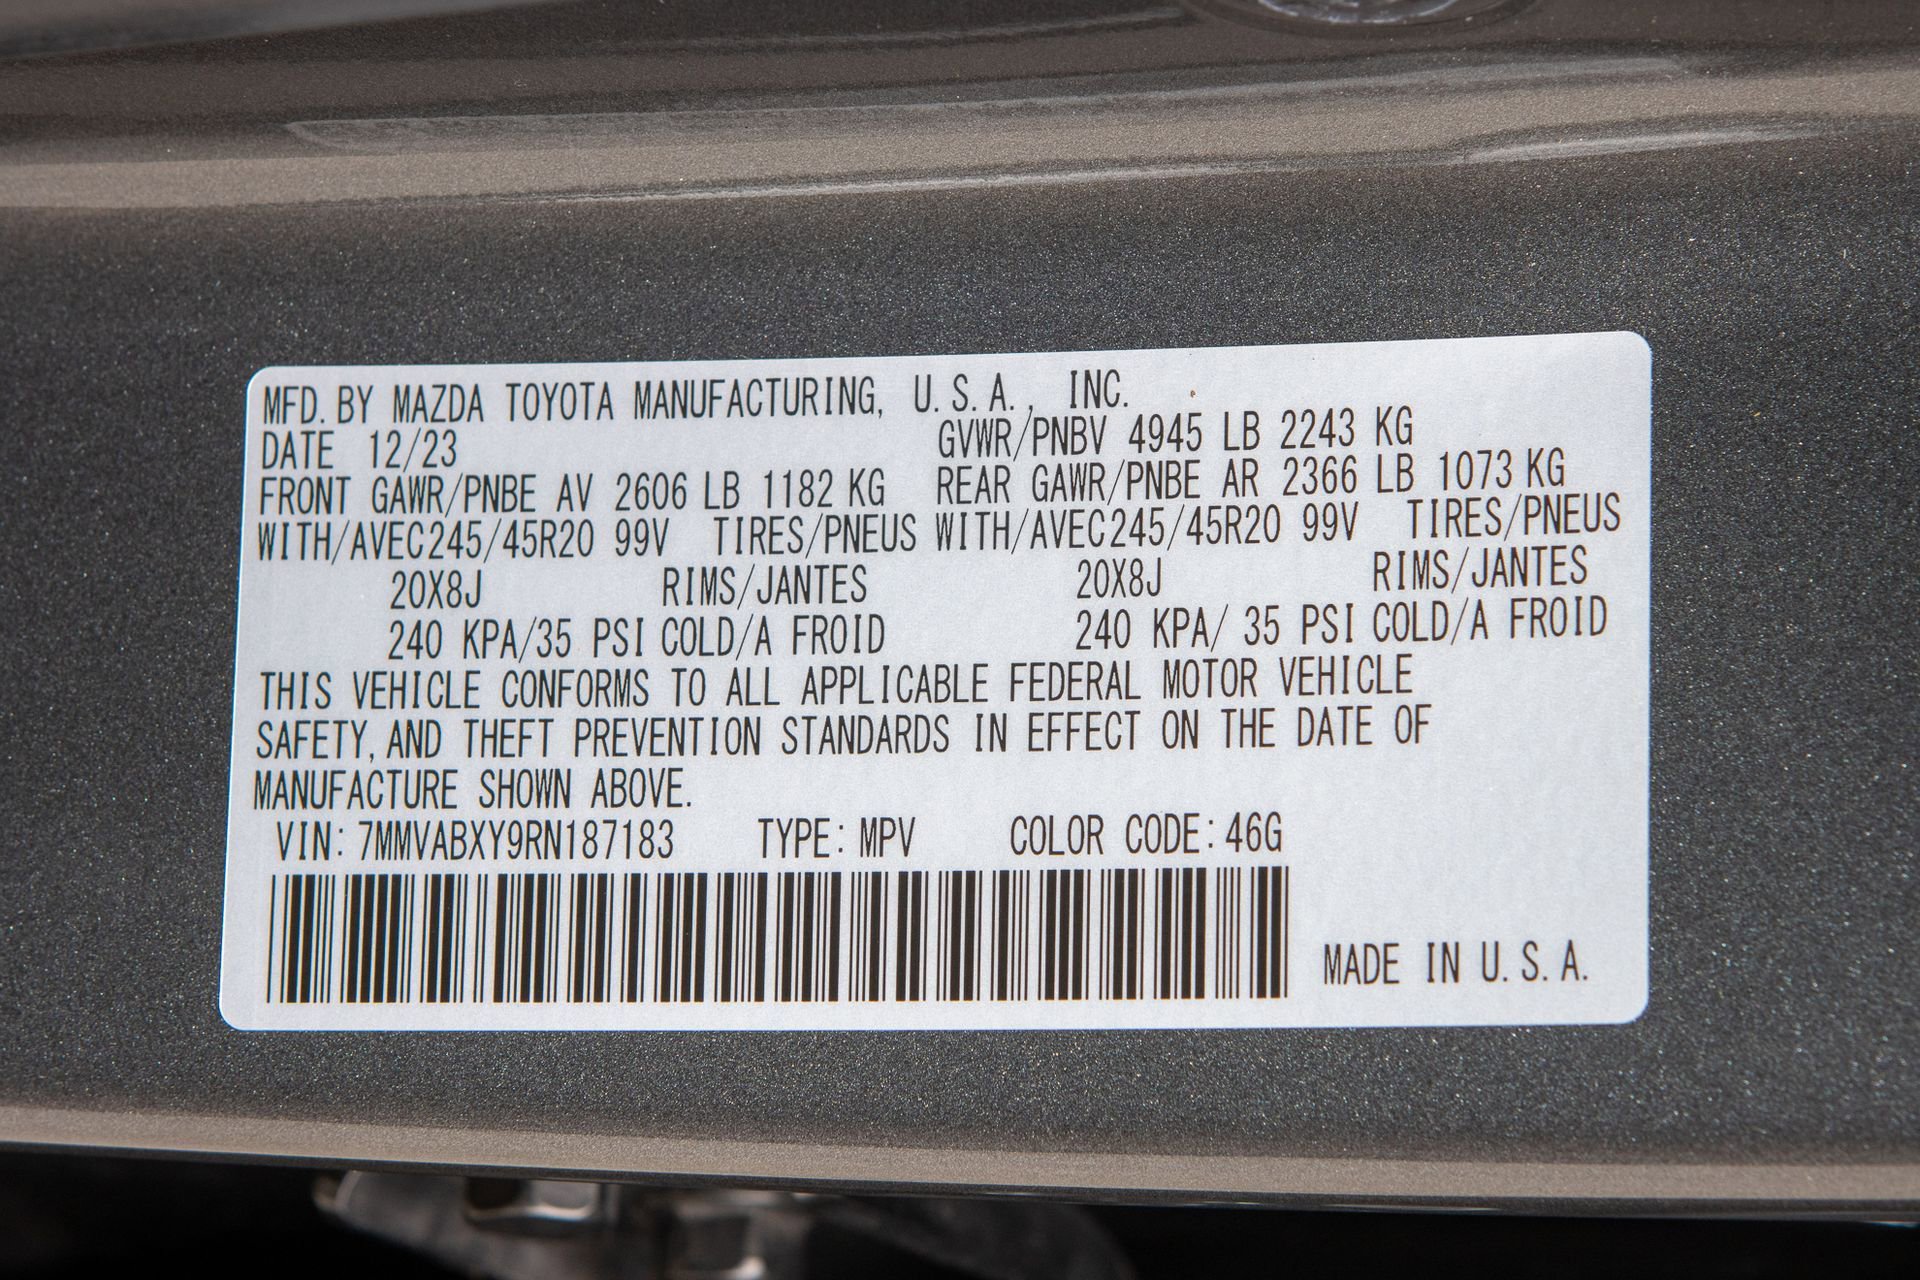 MFD. BY MAZDA TOYOTA MANUFACTURING, U.S.A., INC.
DATE 12/23 GVWR/PNBV 4945 LB 2243 KG
FRONT GAWR/PNBE AV 2606 LB 1182 KG REAR GAWR/PNBE AR 2366 LB 1073 KG
WITH/AVEC245/45R20 99V TIRES/PNEUS WITH/AVEC245/45R20 99V TIRES/PNEUS
20X8J RIMS/JANTES 20X8J RIMS/JANTES
240 KPA/35 PSI COLD/A FROID 240 KPA/ 35 PSI COLD/A FROID
THIS VEHICLE CONFORMS TO ALL APPLICABLE FEDERAL MOTOR VEHICLE
SAFETY, AND THEFT PREVENTION STANDARDS IN EFFECT ON THE DATE OF
MANUFACTURE SHOWN ABOVE.
VIN: 7MMVABXY9RN187183 TYPE: MPV COLOR CODE: 46G
MADE IN U.S.A.